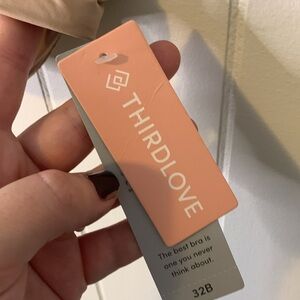 THIRDLOVE
The best bra is
one you never
think about.
32B